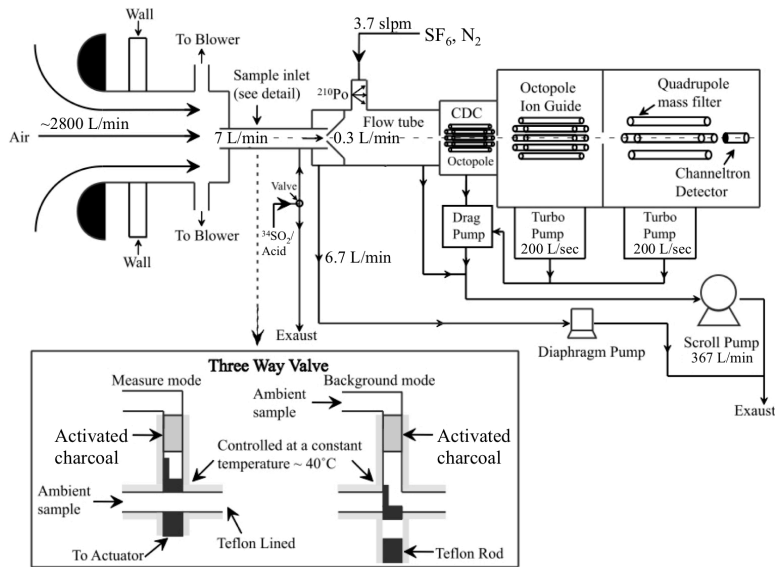 Wall
To Blower
3.7 slpm
SF6, N2
Sample inlet
(see detail)
210Po
CDC
Octopole
Ion Guide
Quadrupole
mass filter
~2800 L/min
Air
7 L/min
0.3 L/min
Flow tube
Octopole
Channeltron
Detector
Valve
34SO2/
Acid
Drag
Pump
Turbo
Pump
200 L/sec
Turbo
Pump
200 L/sec
To Blower
Wall
6.7 L/min
Exaust
Diaphragm Pump
Scroll Pump
367 L/min
Exaust
Three Way Valve
Measure mode
Background mode
Ambient
sample
Activated
charcoal
Controlled at a constant
temperature ~ 40°C
Activated
charcoal
Ambient
sample
To Actuator
Teflon Lined
Teflon Rod